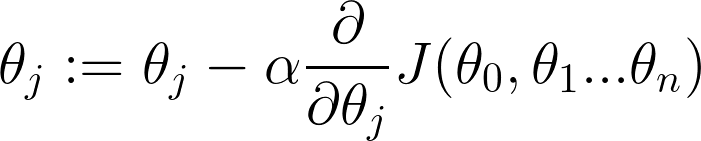 θ_j := θ_j − α ∂/∂θ_j J(θ_0, θ_1...θ_n)